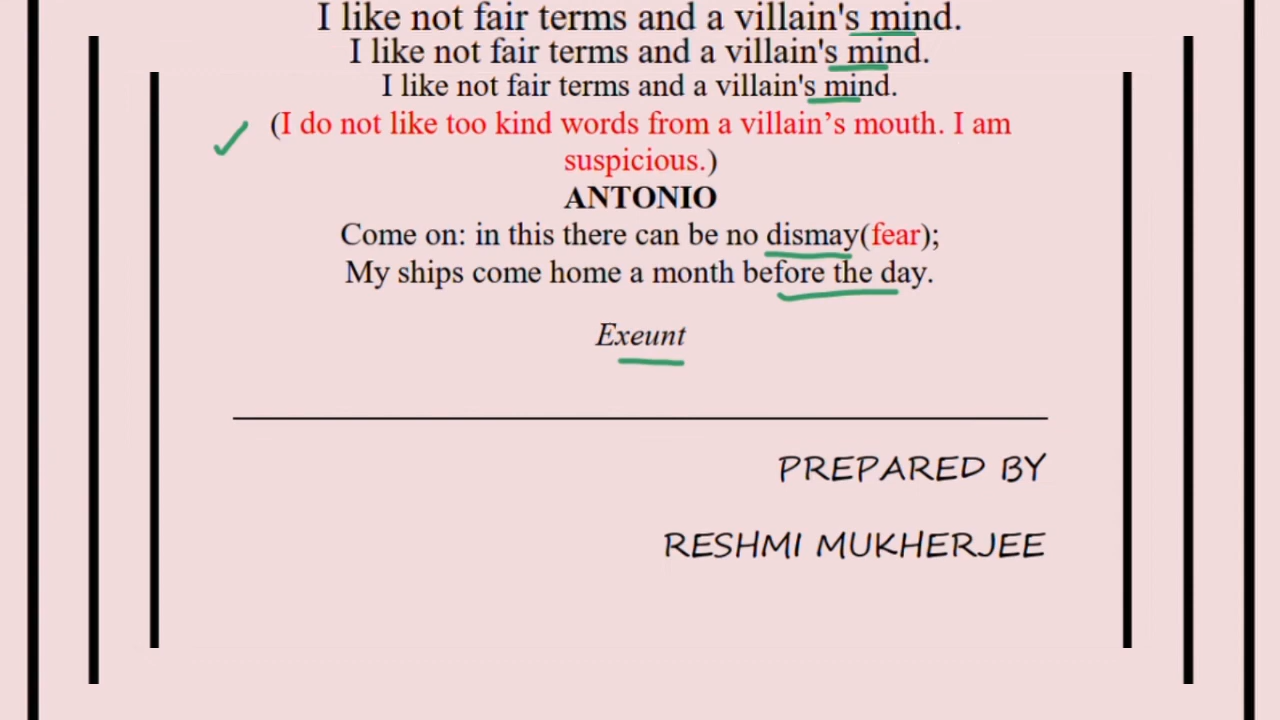 I like not fair terms and a villain's mind.
I like not fair terms and a villain's mind.
I like not fair terms and a villain's mind.
(I do not like too kind words from a villain’s mouth. I am
suspicious.)
ANTONIO
Come on: in this there can be no dismay(fear);
My ships come home a month before the day.
Exeunt
PREPARED BY
RESHMI MUKHERJEE